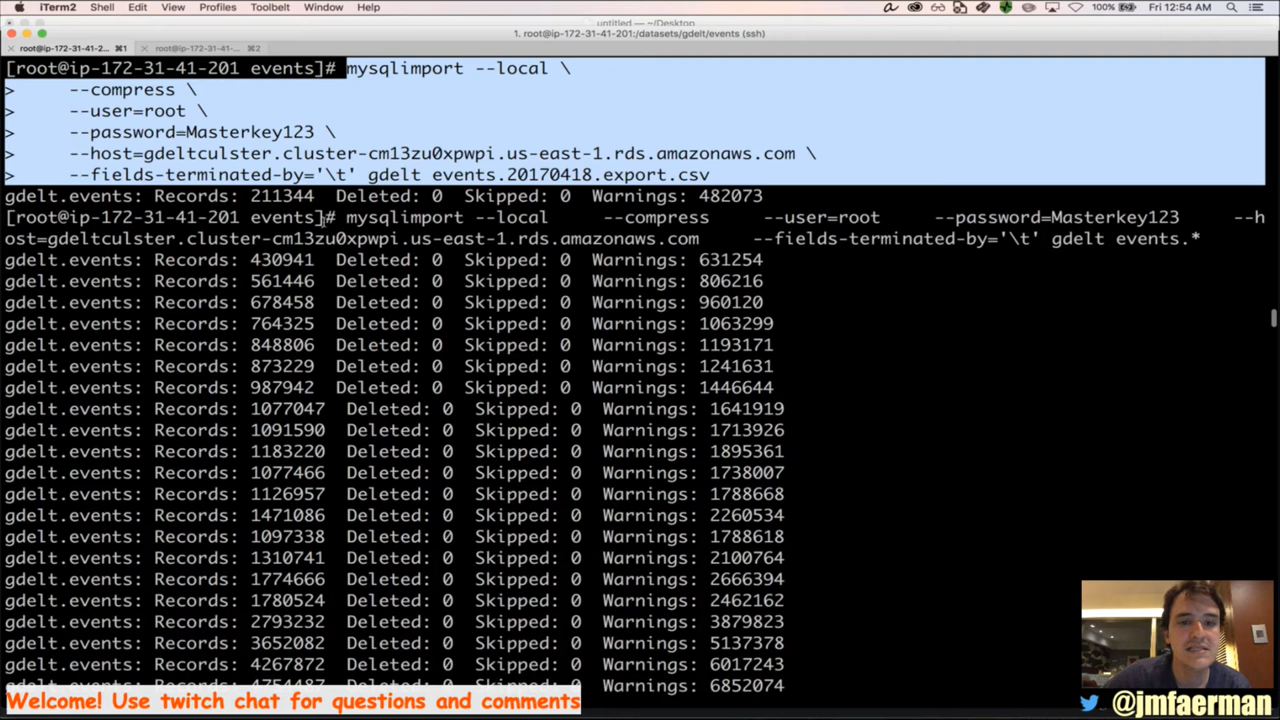 iTerm2 Shell Edit View Profiles Toolbelt Window Help 100% Fri 12:54 AM
untitled — ~/Desktop
1. root@ip-172-31-41-201:/datasets/gdelt/events (ssh)
root@ip-172-31-41-2... ⌘1 root@ip-172-31-41-... ⌘2
[root@ip-172-31-41-201 events]# mysqlimport --local \
> --compress \
> --user=root \
> --password=Masterkey123 \
> --host=gdeltculster.cluster-cm13zu0xpwpi.us-east-1.rds.amazonaws.com \
> --fields-terminated-by='\t' gdelt events.20170418.export.csv
gdelt.events: Records: 211344 Deleted: 0 Skipped: 0 Warnings: 482073
[root@ip-172-31-41-201 events]# mysqlimport --local --compress --user=root --password=Masterkey123 --h
ost=gdeltculster.cluster-cm13zu0xpwpi.us-east-1.rds.amazonaws.com --fields-terminated-by='\t' gdelt events.*
gdelt.events: Records: 430941 Deleted: 0 Skipped: 0 Warnings: 631254
gdelt.events: Records: 561446 Deleted: 0 Skipped: 0 Warnings: 806216
gdelt.events: Records: 678458 Deleted: 0 Skipped: 0 Warnings: 960120
gdelt.events: Records: 764325 Deleted: 0 Skipped: 0 Warnings: 1063299
gdelt.events: Records: 848806 Deleted: 0 Skipped: 0 Warnings: 1193171
gdelt.events: Records: 873229 Deleted: 0 Skipped: 0 Warnings: 1241631
gdelt.events: Records: 987942 Deleted: 0 Skipped: 0 Warnings: 1446644
gdelt.events: Records: 1077047 Deleted: 0 Skipped: 0 Warnings: 1641919
gdelt.events: Records: 1091590 Deleted: 0 Skipped: 0 Warnings: 1713926
gdelt.events: Records: 1183220 Deleted: 0 Skipped: 0 Warnings: 1895361
gdelt.events: Records: 1077466 Deleted: 0 Skipped: 0 Warnings: 1738007
gdelt.events: Records: 1126957 Deleted: 0 Skipped: 0 Warnings: 1788668
gdelt.events: Records: 1471086 Deleted: 0 Skipped: 0 Warnings: 2260534
gdelt.events: Records: 1097338 Deleted: 0 Skipped: 0 Warnings: 1788618
gdelt.events: Records: 1310741 Deleted: 0 Skipped: 0 Warnings: 2100764
gdelt.events: Records: 1774666 Deleted: 0 Skipped: 0 Warnings: 2666394
gdelt.events: Records: 1780524 Deleted: 0 Skipped: 0 Warnings: 2462162
gdelt.events: Records: 2793232 Deleted: 0 Skipped: 0 Warnings: 3879823
gdelt.events: Records: 3652082 Deleted: 0 Skipped: 0 Warnings: 5137378
gdelt.events: Records: 4267872 Deleted: 0 Skipped: 0 Warnings: 6017243
Warnings: 6852074
Welcome! Use twitch chat for questions and comments
@jmfaerman